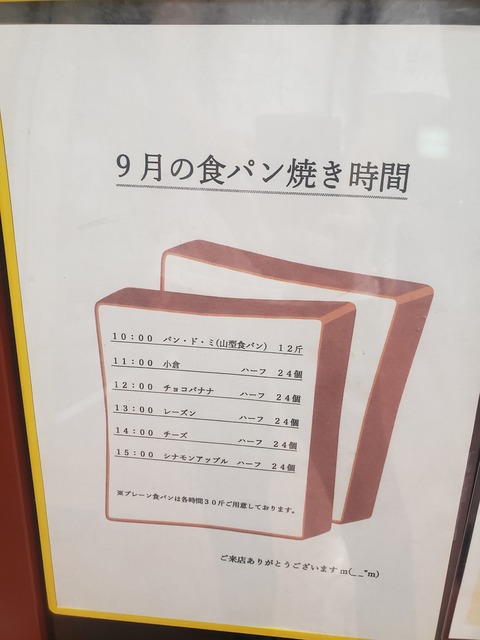 9月の食パン焼き時間
10:00 パン・ド・ミ(山型食パン) 12斤
11:00 小倉 ハーフ 24個
12:00 チョコバナナ ハーフ 24個
13:00 レーズン ハーフ 24個
14:00 チーズ ハーフ 24個
15:00 シナモンアップル ハーフ 24個
※プレーン食パンは各時間30斤ご用意しております。
ご来店ありがとうございますm(_ _"m)